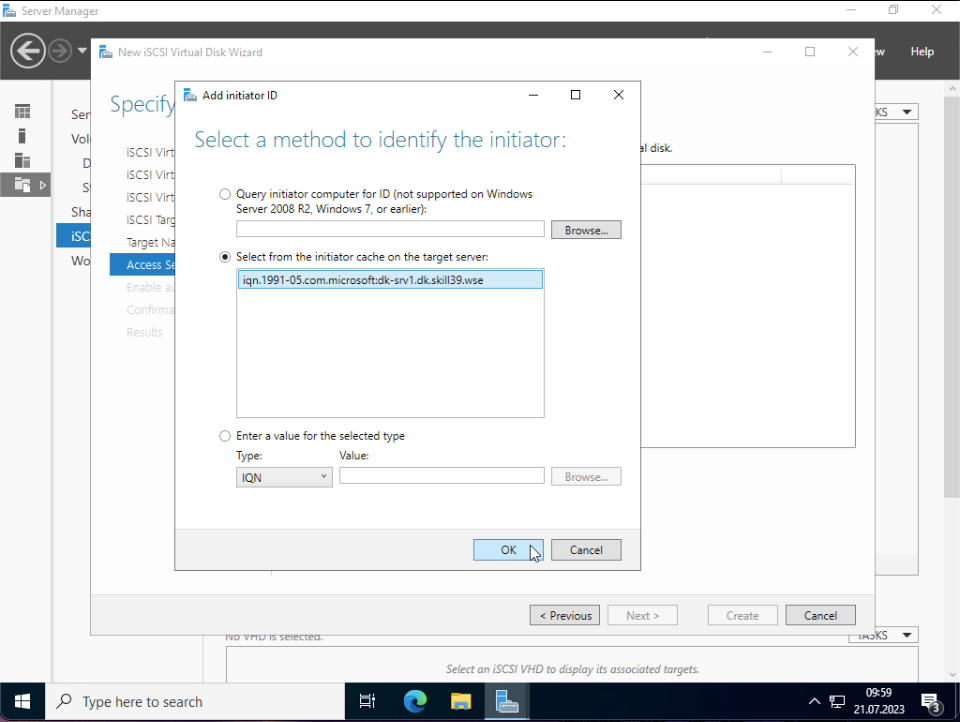 Server Manager
Help
New iSCSI Virtual Disk Wizard
Specify
Add initiator ID
Select a method to identify the initiator:
Query initiator computer for ID (not supported on Windows
Server 2008 R2, Windows 7, or earlier):
Browse...
Select from the initiator cache on the target server:
iqn.1991-05.com.microsoft:dk-srv1.dk.skill39.wse
Enter a value for the selected type
Type:
Value:
IQN
Browse...
OK
Cancel
iSCSI Virt
iSCSI Virt
iSCSI Virt
iSCSI Targ
Target Na
Access Se
Enable au
Confirma
Results
Ser
Volu
D
St
Sha
iSC
Wo
al disk.
KS
< Previous
Next >
Create
Cancel
No VHD is selected.
TASKS
Select an iSCSI VHD to display its associated targets.
Type here to search
09:59
21.07.2023
3